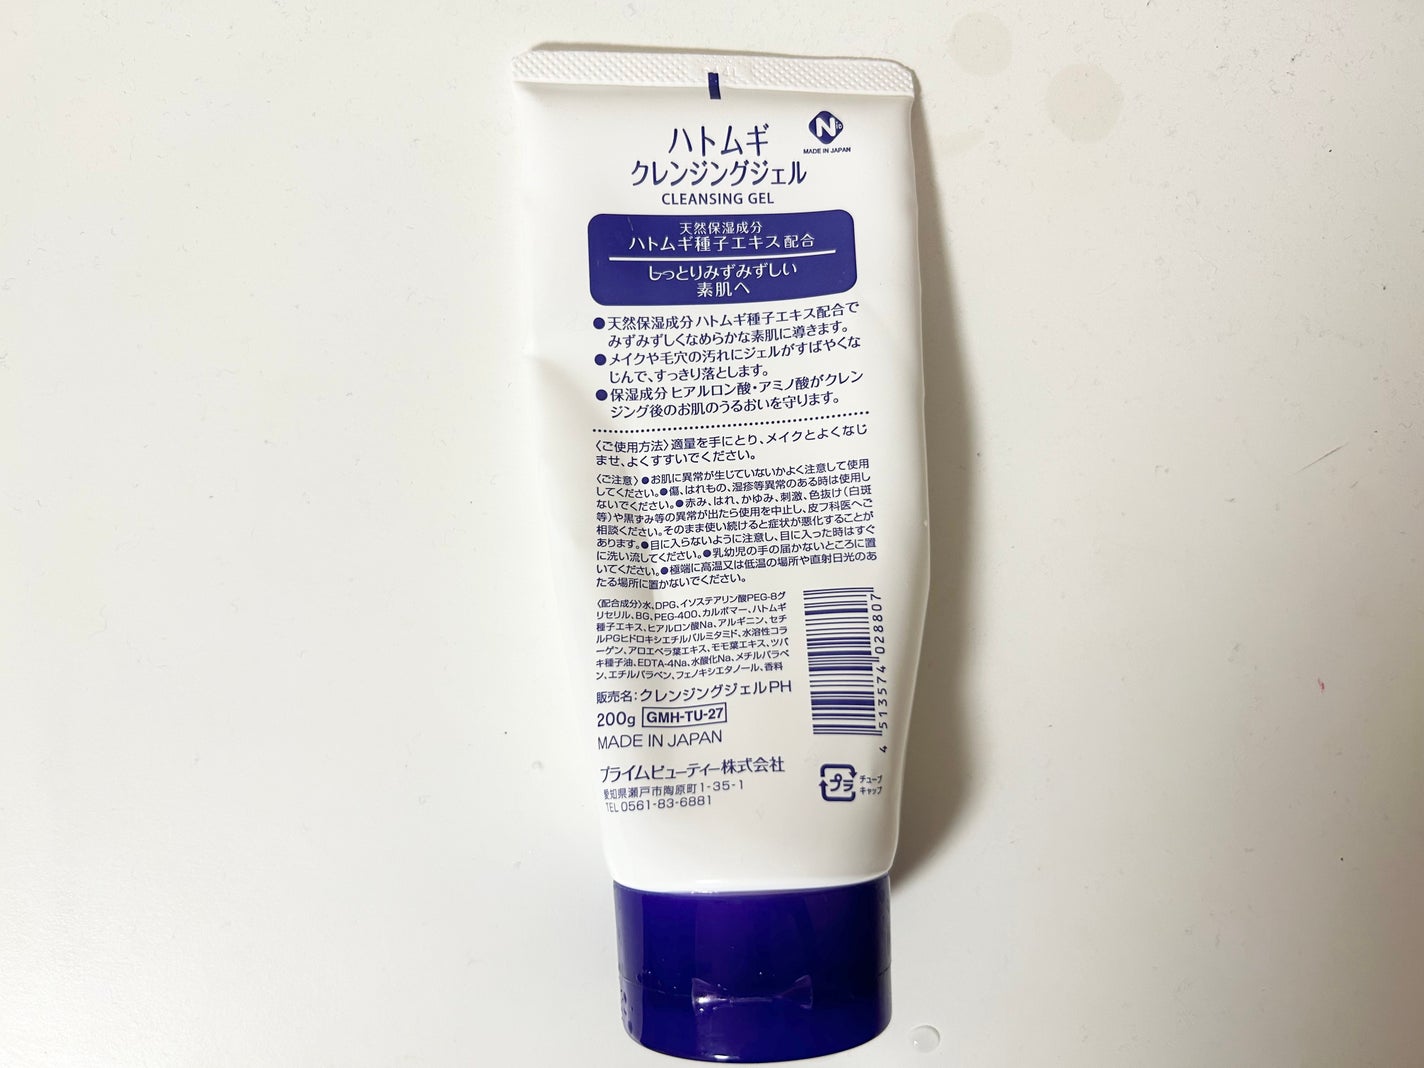 ハトムギ
クレンジングジェル
CLEANSING GEL
N
MADE IN JAPAN
天然保湿成分
ハトムギ種子エキス配合
しっとりみずみずしい
素肌へ
●天然保湿成分ハトムギ種子エキス配合で
みずみずしくなめらかな素肌に導きます。
●メイクや毛穴の汚れにジェルがすばやくな
じんで、すっきり落とします。
●保湿成分ヒアルロン酸・アミノ酸がクレン
ジング後のお肌のうるおいを守ります。
〈ご使用方法〉適量を手にとり、メイクとよくなじ
ませ、よくすすいでください。
〈ご注意〉●お肌に異常が生じていないかよく注意して使用
してください。●傷、はれもの、湿疹等異常のある時は使用し
ないでください。●赤み、はれ、かゆみ、刺激、色抜け(白斑
等)や黒ずみ等の異常が出たら使用を中止し、皮フ科医へご
相談ください。そのまま使い続けると症状が悪化することが
あります。●目に入らないように注意し、目に入った時はすぐ
に洗い流してください。●乳幼児の手の届かないところに置
いてください。●極端に高温又は低温の場所や直射日光のあ
たる場所に置かないでください。
〈配合成分〉水、DPG、イソステアリン酸PEG-8グ
リセリル、BG、PEG-400、カルボマー、ハトムギ
種子エキス、ヒアルロン酸Na、アルギニン、セチ
ルPGヒドロキシエチルパルミタミド、水溶性コラ
ーゲン、アロエベラ葉エキス、モモ葉エキス、ツバ
キ種子油、EDTA-4Na、水酸化Na、メチルパラベ
ン、エチルパラベン、フェノキシエタノール、香料
販売名:クレンジングジェルPH
200g GMH-TU-27
MADE IN JAPAN
プライムビューティー株式会社
愛知県瀬戸市陶原町1-35-1
TEL 0561-83-6881
4 513574 028807
プラ
チューブ
キャップ